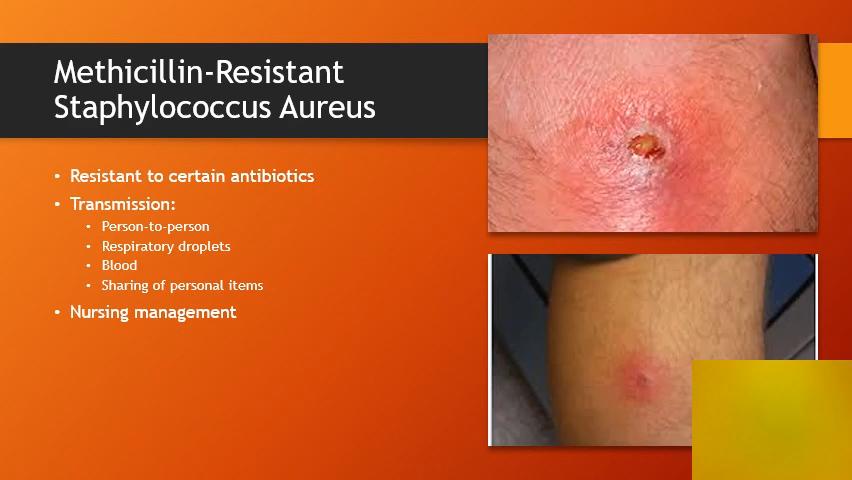 Methicillin-Resistant
Staphylococcus Aureus
• Resistant to certain antibiotics
• Transmission:
• Person-to-person
• Respiratory droplets
• Blood
• Sharing of personal items
• Nursing management